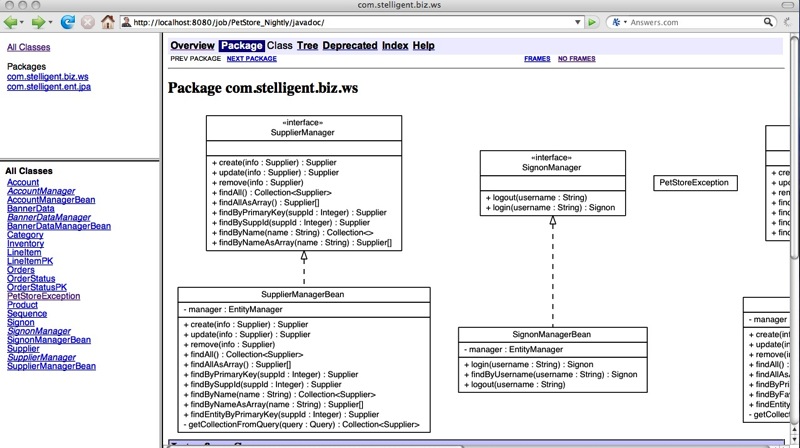 com.stelligent.biz.ws
http://localhost:8080/job/PetStore_Nightly/javadoc/
Answers.com
All Classes
Packages
com.stelligent.biz.ws
com.stelligent.ent.jpa
All Classes
Account
AccountManager
AccountManagerBean
BannerData
BannerDataManager
BannerDataManagerBean
Category
Inventory
LineItem
LineItemPK
Orders
OrderStatus
OrderStatusPK
PetStoreException
Product
Sequence
Signon
SignonManager
SignonManagerBean
Supplier
SupplierManager
SupplierManagerBean
Overview Package Class Tree Deprecated Index Help
PREV PACKAGE NEXT PACKAGE FRAMES NO FRAMES
Package com.stelligent.biz.ws
«interface»
SupplierManager
+ create(info : Supplier) : Supplier
+ update(info : Supplier) : Supplier
+ remove(info : Supplier)
+ findAll() : Collection<Supplier>
+ findAllAsArray() : Supplier[]
+ findByPrimaryKey(suppId : Integer) : Supplier
+ findBySuppId(suppId : Integer) : Supplier
+ findByName(name : String) : Collection<>
+ findByNameAsArray(name : String) : Supplier[]
SupplierManagerBean
- manager : EntityManager
+ create(info : Supplier) : Supplier
+ update(info : Supplier) : Supplier
+ remove(info : Supplier)
+ findAll() : Collection<Supplier>
+ findAllAsArray() : Supplier[]
+ findByPrimaryKey(suppId : Integer) : Supplier
+ findBySuppId(suppId : Integer) : Supplier
+ findByName(name : String) : Collection<Supplier>
+ findByNameAsArray(name : String) : Supplier[]
+ findEntityByPrimaryKey(suppId : Integer) : Supplier
- getCollectionFromQuery(query : Query) : Collection<Supplier>
«interface»
SignonManager
+ logout(username : String)
+ login(username : String) : Signon
SignonManagerBean
- manager : EntityManager
+ login(username : String) : Signon
+ findByUsername(username : String) : Signon
+ logout(username : String)
PetStoreException
+ crea
+ upda
+ remo
+ finc
+ finc
+ finc
- manager
+ create(in
+ update(i
+ remove(i
+ findAll()
+ findAllAs
+ findByPri
+ findByFa
+ findEntity
- getCollec